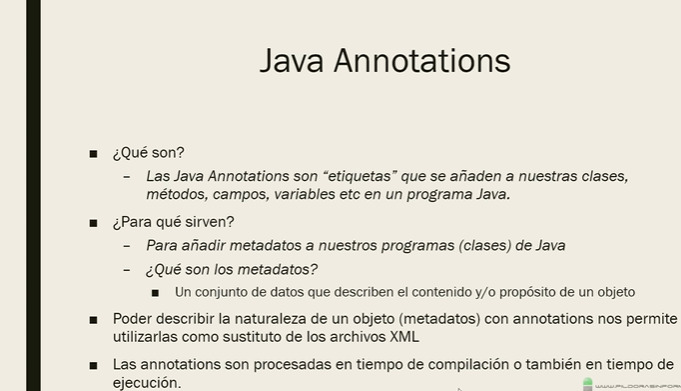 Java Annotations
¿Qué son?
Las Java Annotations son “etiquetas” que se añaden a nuestras clases,
métodos, campos, variables etc en un programa Java.
¿Para qué sirven?
Para añadir metadatos a nuestros programas (clases) de Java
¿Qué son los metadatos?
Un conjunto de datos que describen el contenido y/o propósito de un objeto
Poder describir la naturaleza de un objeto (metadatos) con annotations nos permite
utilizarlas como sustituto de los archivos XML
Las annotations son procesadas en tiempo de compilación o también en tiempo de
ejecución.